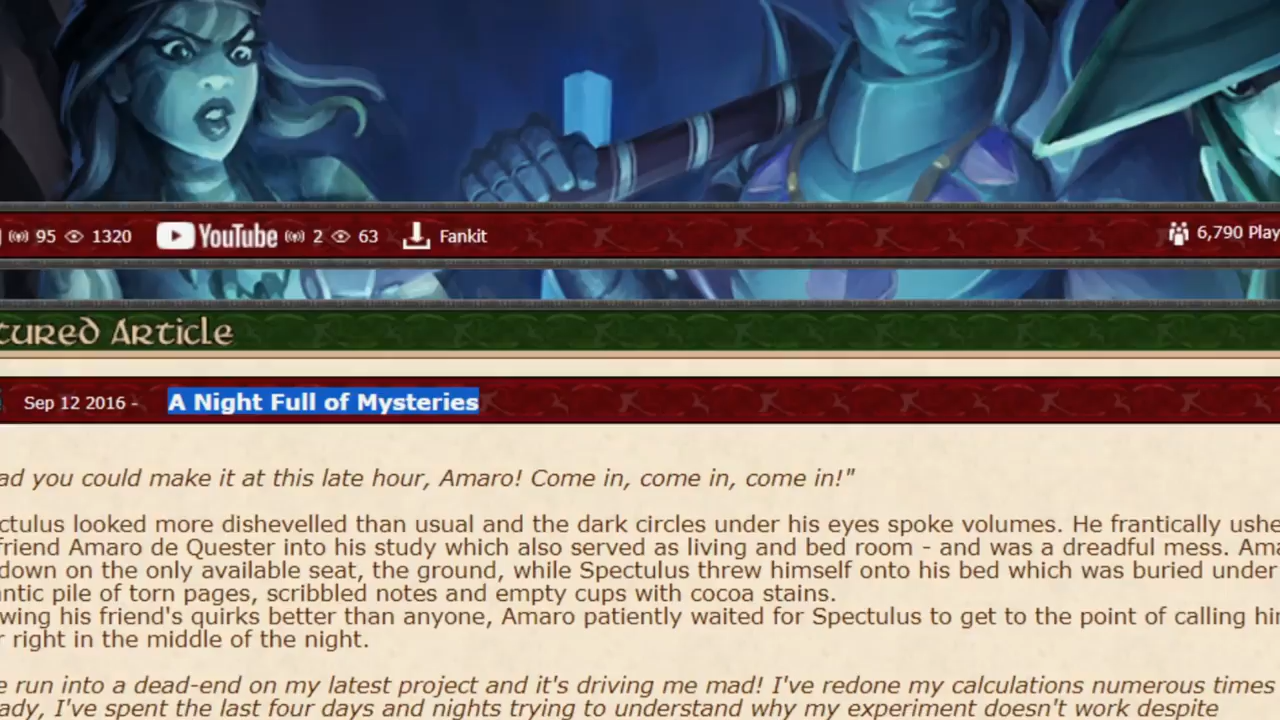 95 1320 YouTube 2 63 Fankit 6,790 Play
tured Article
Sep 12 2016 - A Night Full of Mysteries
ad you could make it at this late hour, Amaro! Come in, come in, come in!"
ctulus looked more dishevelled than usual and the dark circles under his eyes spoke volumes. He frantically ushe
friend Amaro de Quester into his study which also served as living and bed room - and was a dreadful mess. Ama
down on the only available seat, the ground, while Spectulus threw himself onto his bed which was buried under
antic pile of torn pages, scribbled notes and empty cups with cocoa stains.
wing his friend's quirks better than anyone, Amaro patiently waited for Spectulus to get to the point of calling hi
r right in the middle of the night.
e run into a dead-end on my latest project and it's driving me mad! I've redone my calculations numerous times
ady, I've spent the last four days and nights trying to understand why my experiment doesn't work despite